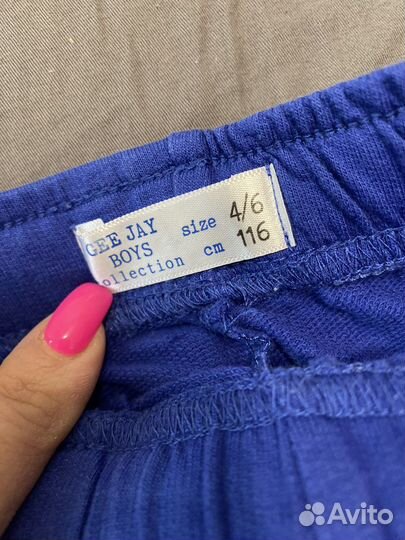 GEE JAY size 4/6
BOYS
collection cm 116
Avito